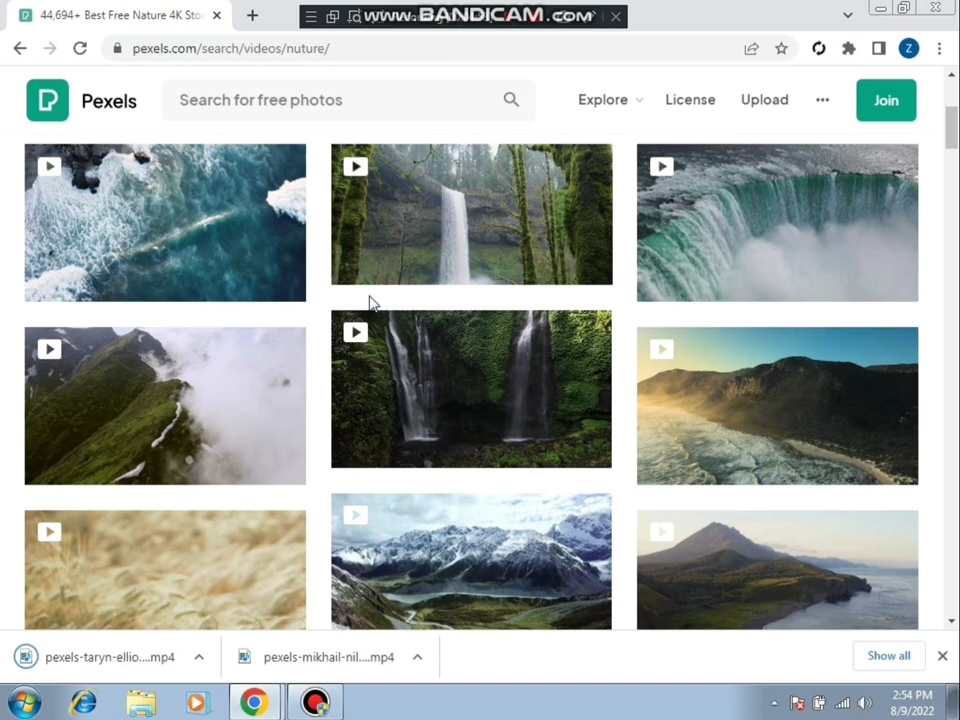 44,694+ Best Free Nature 4K Sto
www.BANDICAM.com
pexels.com/search/videos/nuture/
Z
Pexels
Search for free photos
Explore
License
Upload
Join
pexels-taryn-ellio....mp4
pexels-mikhail-nil....mp4
Show all
2:54 PM
8/9/2022